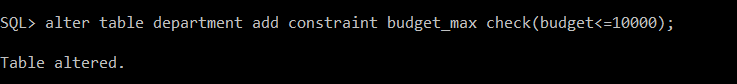 SQL> alter table department add constraint budget_max check(budget<=10000);
Table altered.